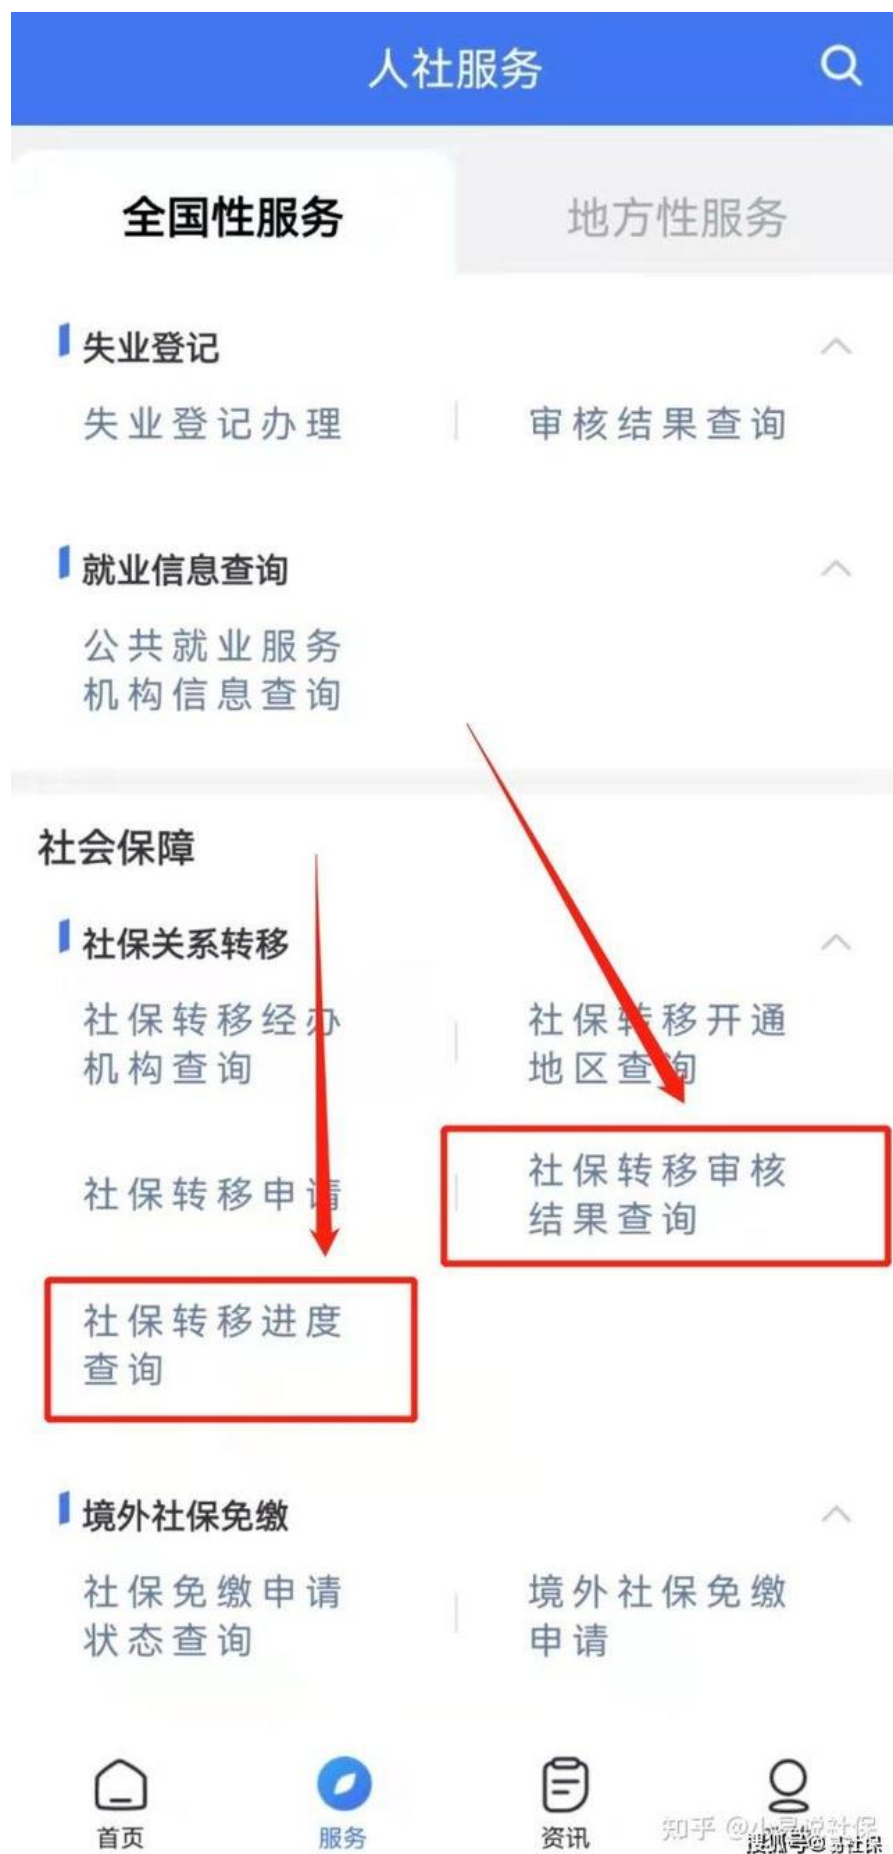 人社服务
全国性服务
地方性服务
失业登记
失业登记办理
审核结果查询
就业信息查询
公共就业服务
机构信息查询
社会保障
社保关系转移
社保转移经办
机构查询
社保转移开通
地区查询
社保转移申请
社保转移审核
结果查询
社保转移进度
查询
境外社保免缴
社保免缴申请
状态查询
境外社保免缴
申请
首页
服务
资讯
知乎
搜狐号@